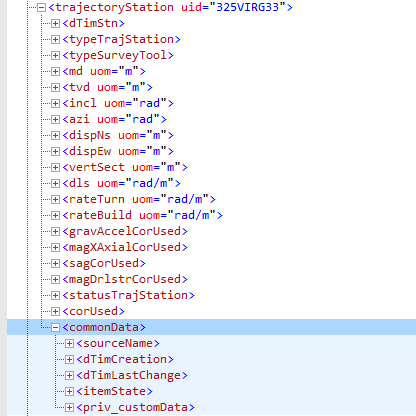 <trajectoryStation uid="325VIRG33">
<dTimStn>
<typeTrajStation>
<typeSurveyTool>
<md uom="m">
<tvd uom="m">
<incl uom="rad">
<azi uom="rad">
<dispNs uom="m">
<dispEw uom="m">
<vertSect uom="m">
<dls uom="rad/m">
<rateTurn uom="rad/m">
<rateBuild uom="rad/m">
<gravAccelCorUsed>
<magXAxialCorUsed>
<sagCorUsed>
<magDrlstrCorUsed>
<statusTrajStation>
<corUsed>
<commonData>
<sourceName>
<dTimCreation>
<dTimLastChange>
<itemState>
<priv_customData>